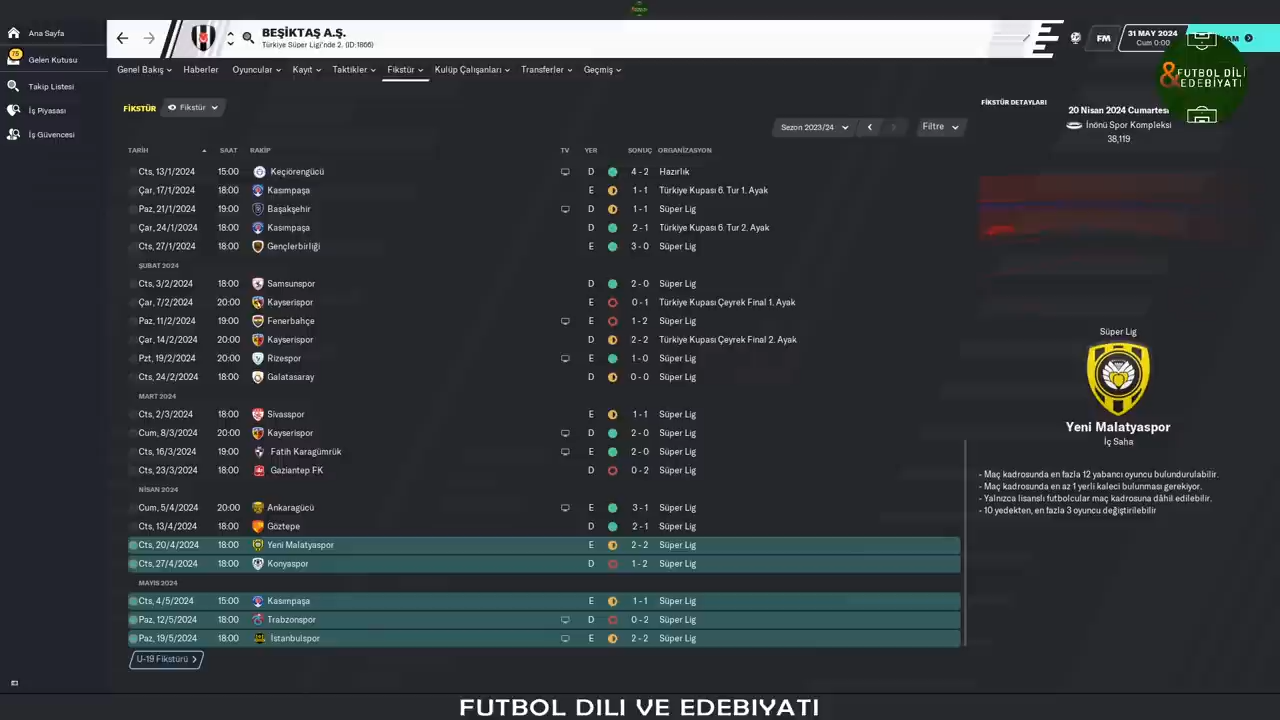 Ana Sayfa
75
Gelen Kutusu
Takip Listesi
İş Piyasası
İş Güvencesi
BEŞİKTAŞ A.Ş.
Türkiye Süper Ligi'nde 2. (ID:1866)
FM
31 MAY 2024
Cum 0:00
AM
& FUTBOL DİLİ
EDEBİYATI
Genel Bakış Haberler Oyuncular Kayıt Taktikler Fikstür Kulüp Çalışanları Transferler Geçmiş
FİKSTÜR Fikstür
Sezon 2023/24 Filtre
TARİH SAAT RAKİP TV YER SONUÇ ORGANİZASYON
Cts, 13/1/2024 15:00 Keçiörengücü D 4 - 2 Hazırlık
Çar, 17/1/2024 18:00 Kasımpaşa E 1 - 1 Türkiye Kupası 6. Tur 1. Ayak
Paz, 21/1/2024 19:00 Başakşehir D 1 - 1 Süper Lig
Çar, 24/1/2024 18:00 Kasımpaşa D 2 - 1 Türkiye Kupası 6. Tur 2. Ayak
Cts, 27/1/2024 18:00 Gençlerbirliği E 3 - 0 Süper Lig
ŞUBAT 2024
Cts, 3/2/2024 18:00 Samsunspor D 2 - 0 Süper Lig
Çar, 7/2/2024 20:00 Kayserispor E 0 - 1 Türkiye Kupası Çeyrek Final 1. Ayak
Paz, 11/2/2024 19:00 Fenerbahçe E 1 - 2 Süper Lig
Çar, 14/2/2024 20:00 Kayserispor D 2 - 2 Türkiye Kupası Çeyrek Final 2. Ayak
Pzt, 19/2/2024 20:00 Rizespor E 1 - 0 Süper Lig
Cts, 24/2/2024 18:00 Galatasaray D 0 - 0 Süper Lig
MART 2024
Cts, 2/3/2024 18:00 Sivasspor E 1 - 1 Süper Lig
Cum, 8/3/2024 20:00 Kayserispor D 2 - 0 Süper Lig
Cts, 16/3/2024 19:00 Fatih Karagümrük E 2 - 0 Süper Lig
Cts, 23/3/2024 18:00 Gaziantep FK D 0 - 2 Süper Lig
NİSAN 2024
Cum, 5/4/2024 20:00 Ankaragücü E 3 - 1 Süper Lig
Cts, 13/4/2024 18:00 Göztepe D 2 - 1 Süper Lig
Cts, 20/4/2024 18:00 Yeni Malatyaspor E 2 - 2 Süper Lig
Cts, 27/4/2024 18:00 Konyaspor D 1 - 2 Süper Lig
MAYIS 2024
Cts, 4/5/2024 15:00 Kasımpaşa E 1 - 1 Süper Lig
Paz, 12/5/2024 18:00 Trabzonspor D 0 - 2 Süper Lig
Paz, 19/5/2024 18:00 İstanbulspor E 2 - 2 Süper Lig
U-19 Fikstürü
FİKSTÜR DETAYLARI
20 Nisan 2024 Cumartesi
İnönü Spor Kompleksi
38,119
Süper Lig
Yeni Malatyaspor
İç Saha
- Maç kadrosunda en fazla 12 yabancı oyuncu bulundurulabilir.
- Maç kadrosunda en az 1 yerli kaleci bulunması gerekiyor.
- Yalnızca lisanslı futbolcular maç kadrosuna dâhil edilebilir.
- 10 yedekten, en fazla 3 oyuncu değiştirilebilir
FUTBOL DILI VE EDEBIYATI